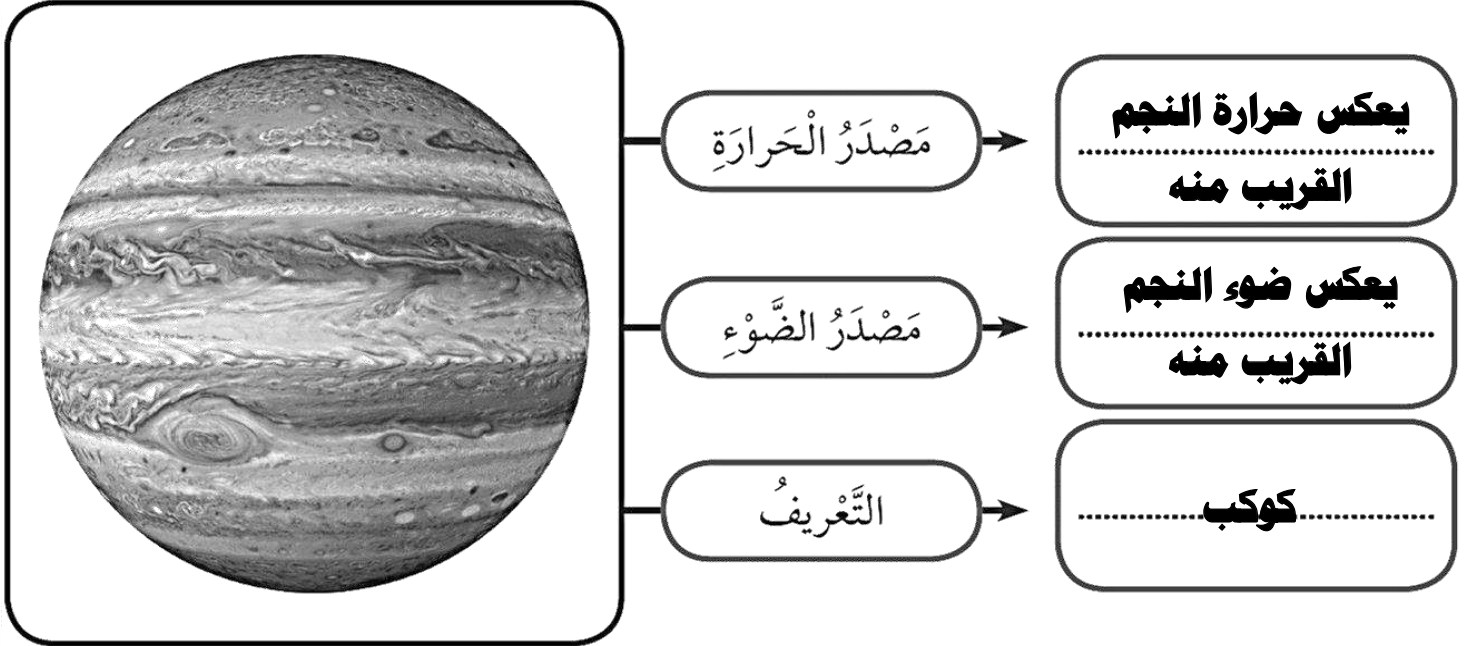 مَصْدَرُ الْحَرارَةِ
يعكس حرارة النجم
القريب منه
مَصْدَرُ الضَّوْءِ
يعكس ضوء النجم
القريب منه
التَّعْريفُ
كوكب